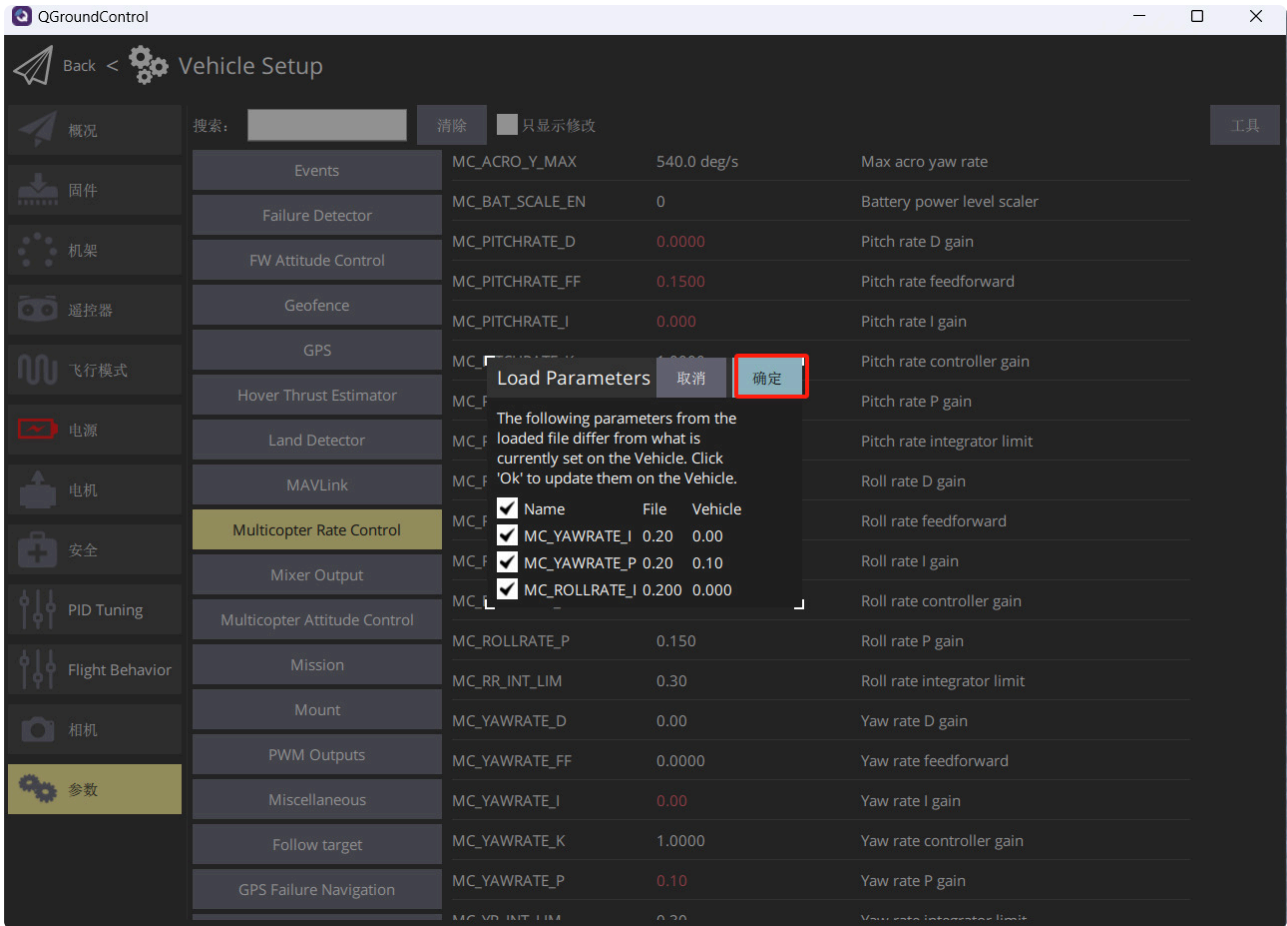 QGroundControl
Back < Vehicle Setup
概况
固件
机架
遥控器
飞行模式
电源
电机
安全
PID Tuning
Flight Behavior
相机
参数
搜索: 清除 只显示修改 工具
Events
Failure Detector
FW Attitude Control
Geofence
GPS
Hover Thrust Estimator
Land Detector
MAVLink
Multicopter Rate Control
Mixer Output
Multicopter Attitude Control
Mission
Mount
PWM Outputs
Miscellaneous
Follow target
GPS Failure Navigation
MC_ACRO_Y_MAX 540.0 deg/s Max acro yaw rate
MC_BAT_SCALE_EN 0 Battery power level scaler
MC_PITCHRATE_D 0.0000 Pitch rate D gain
MC_PITCHRATE_FF 0.1500 Pitch rate feedforward
MC_PITCHRATE_I 0.000 Pitch rate I gain
Pitch rate controller gain
Pitch rate P gain
Pitch rate integrator limit
Roll rate D gain
Roll rate feedforward
Roll rate I gain
Roll rate controller gain
MC_ROLLRATE_P 0.150 Roll rate P gain
MC_RR_INT_LIM 0.30 Roll rate integrator limit
MC_YAWRATE_D 0.00 Yaw rate D gain
MC_YAWRATE_FF 0.0000 Yaw rate feedforward
MC_YAWRATE_I 0.00 Yaw rate I gain
MC_YAWRATE_K 1.0000 Yaw rate controller gain
MC_YAWRATE_P 0.10 Yaw rate P gain
MC_YR_INT_LIM 0.30 Yaw rate integrator limit
Load Parameters 取消 确定
The following parameters from the
loaded file differ from what is
currently set on the Vehicle. Click
'Ok' to update them on the Vehicle.
Name File Vehicle
MC_YAWRATE_I 0.20 0.00
MC_YAWRATE_P 0.20 0.10
MC_ROLLRATE_I 0.200 0.000